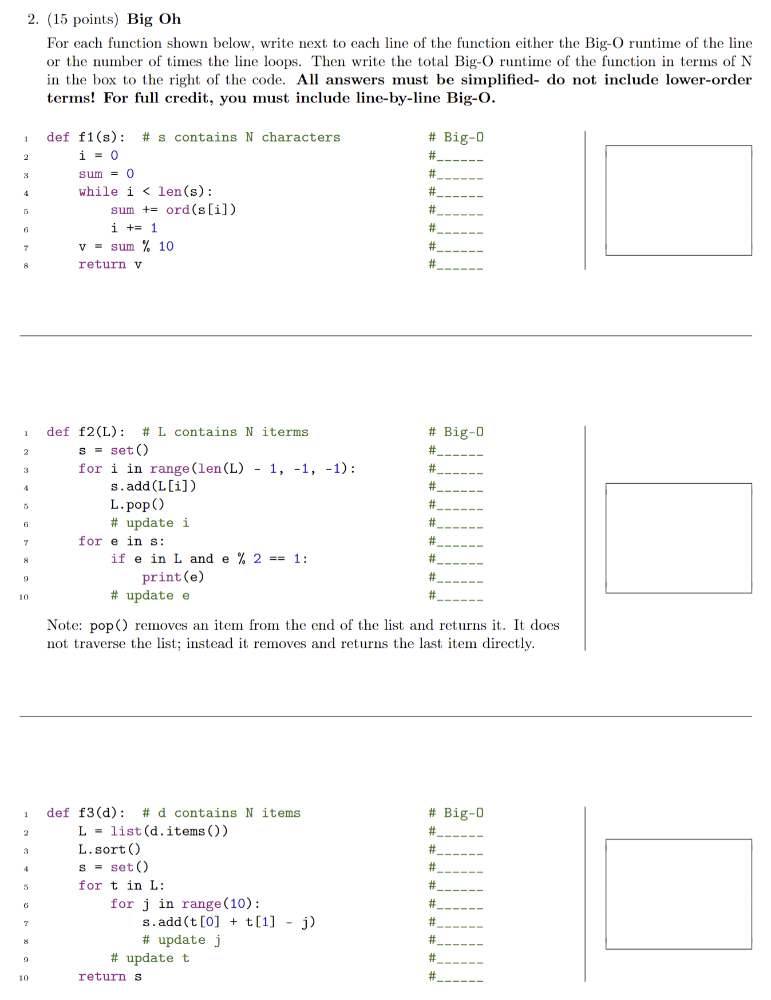 2. (15 points) Big Oh
For each function shown below, write next to each line of the function either the Big-O runtime of the line
or the number of times the line loops. Then write the total Big-O runtime of the function in terms of N
in the box to the right of the code. All answers must be simplified- do not include lower-order
terms! For full credit, you must include line-by-line Big-O.
1 def f1(s): # s contains N characters # Big-O
2 i = 0 #______
3 sum = 0 #______
4 while i < len(s): #______
5 sum += ord(s[i]) #______
6 i += 1 #______
7 v = sum % 10 #______
8 return v #______
1 def f2(L): # L contains N iterms # Big-O
2 s = set() #______
3 for i in range(len(L) - 1, -1, -1): #______
4 s.add(L[i]) #______
5 L.pop() #______
6 # update i #______
7 for e in s: #______
8 if e in L and e % 2 == 1: #______
9 print(e) #______
10 # update e #______
Note: pop() removes an item from the end of the list and returns it. It does
not traverse the list; instead it removes and returns the last item directly.
1 def f3(d): # d contains N items # Big-O
2 L = list(d.items()) #______
3 L.sort() #______
4 s = set() #______
5 for t in L: #______
6 for j in range(10): #______
7 s.add(t[0] + t[1] - j) #______
8 # update j #______
9 # update t #______
10 return s #______